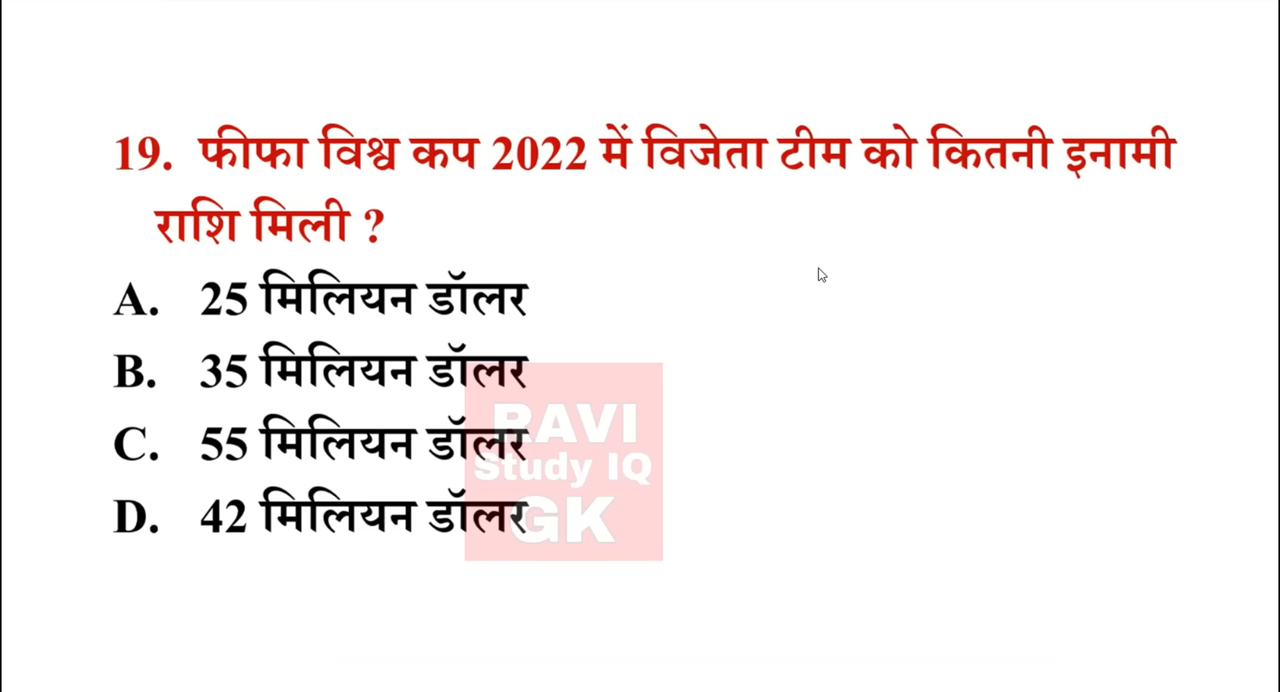 19. फीफा विश्व कप 2022 में विजेता टीम को कितनी इनामी
राशि मिली ?
A. 25 मिलियन डॉलर
B. 35 मिलियन डॉलर
C. 55 मिलियन डॉलर
D. 42 मिलियन डॉलर
RAVI
Study IQ
GK